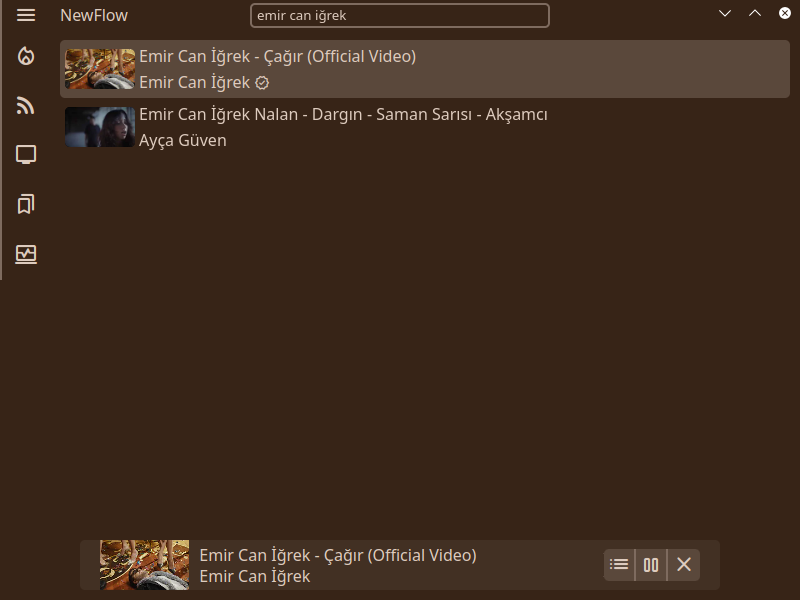 NewFlow
emir can iğrek
Emir Can İğrek - Çağır (Official Video)
Emir Can İğrek
Emir Can İğrek Nalan - Dargın - Saman Sarısı - Akşamcı
Ayça Güven
Emir Can İğrek - Çağır (Official Video)
Emir Can İğrek